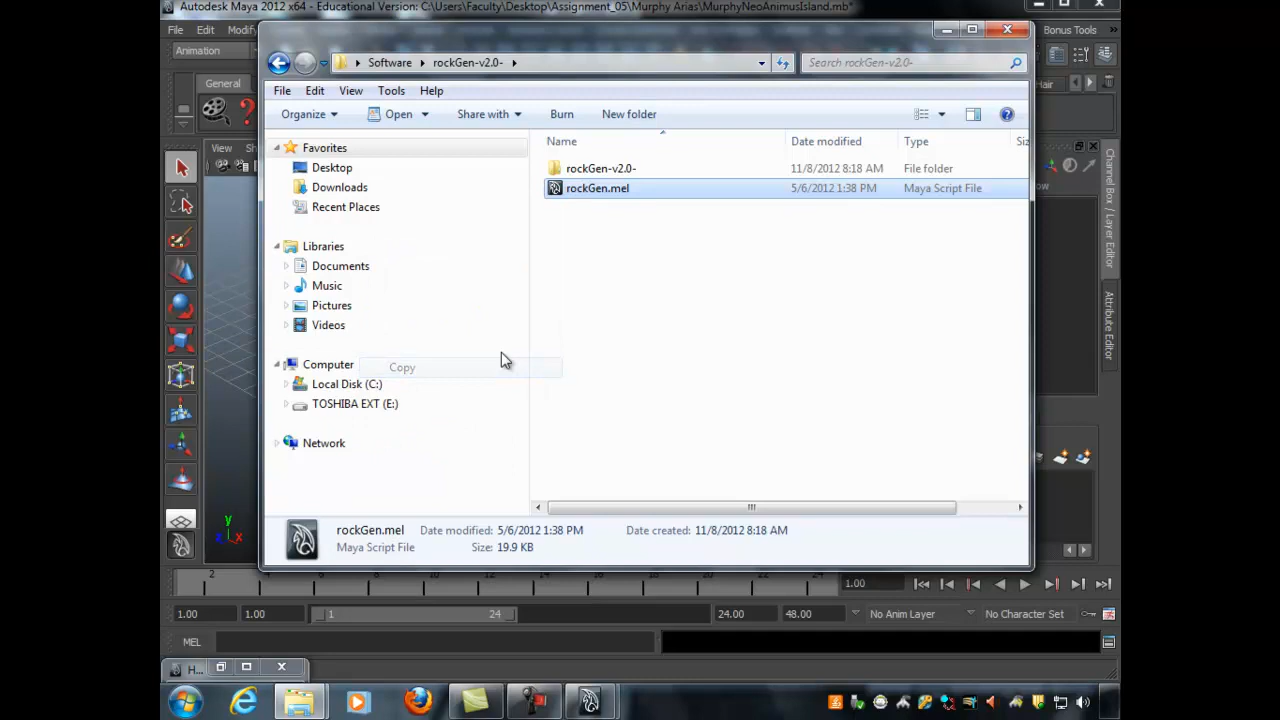 Autodesk Maya 2012 x64 - Educational Version: C:\Users\Faculty\Desktop\Assignment_05\Murphy Arias\MurphyNeoAnimusIsland.mb*
File Edit Modify
Bonus Tools
Animation
Software rockGen-v2.0-
Search rockGen-v2.0-
General
Hair
File Edit View Tools Help
Organize Open Share with Burn New folder
View Sh
Name Date modified Type Siz
Favorites
Desktop
Downloads
Recent Places
rockGen-v2.0- 11/8/2012 8:18 AM File folder
rockGen.mel 5/6/2012 1:38 PM Maya Script File
Channel Box / Layer Editor
Attribute Editor
Libraries
Documents
Music
Pictures
Videos
Computer
Copy
Local Disk (C:)
TOSHIBA EXT (E:)
Network
rockGen.mel Date modified: 5/6/2012 1:38 PM Date created: 11/8/2012 8:18 AM
Maya Script File Size: 19.9 KB
y
x
2 24 1.00
1.00 1.00 1 24 24.00 48.00 No Anim Layer No Character Set
MEL
H...